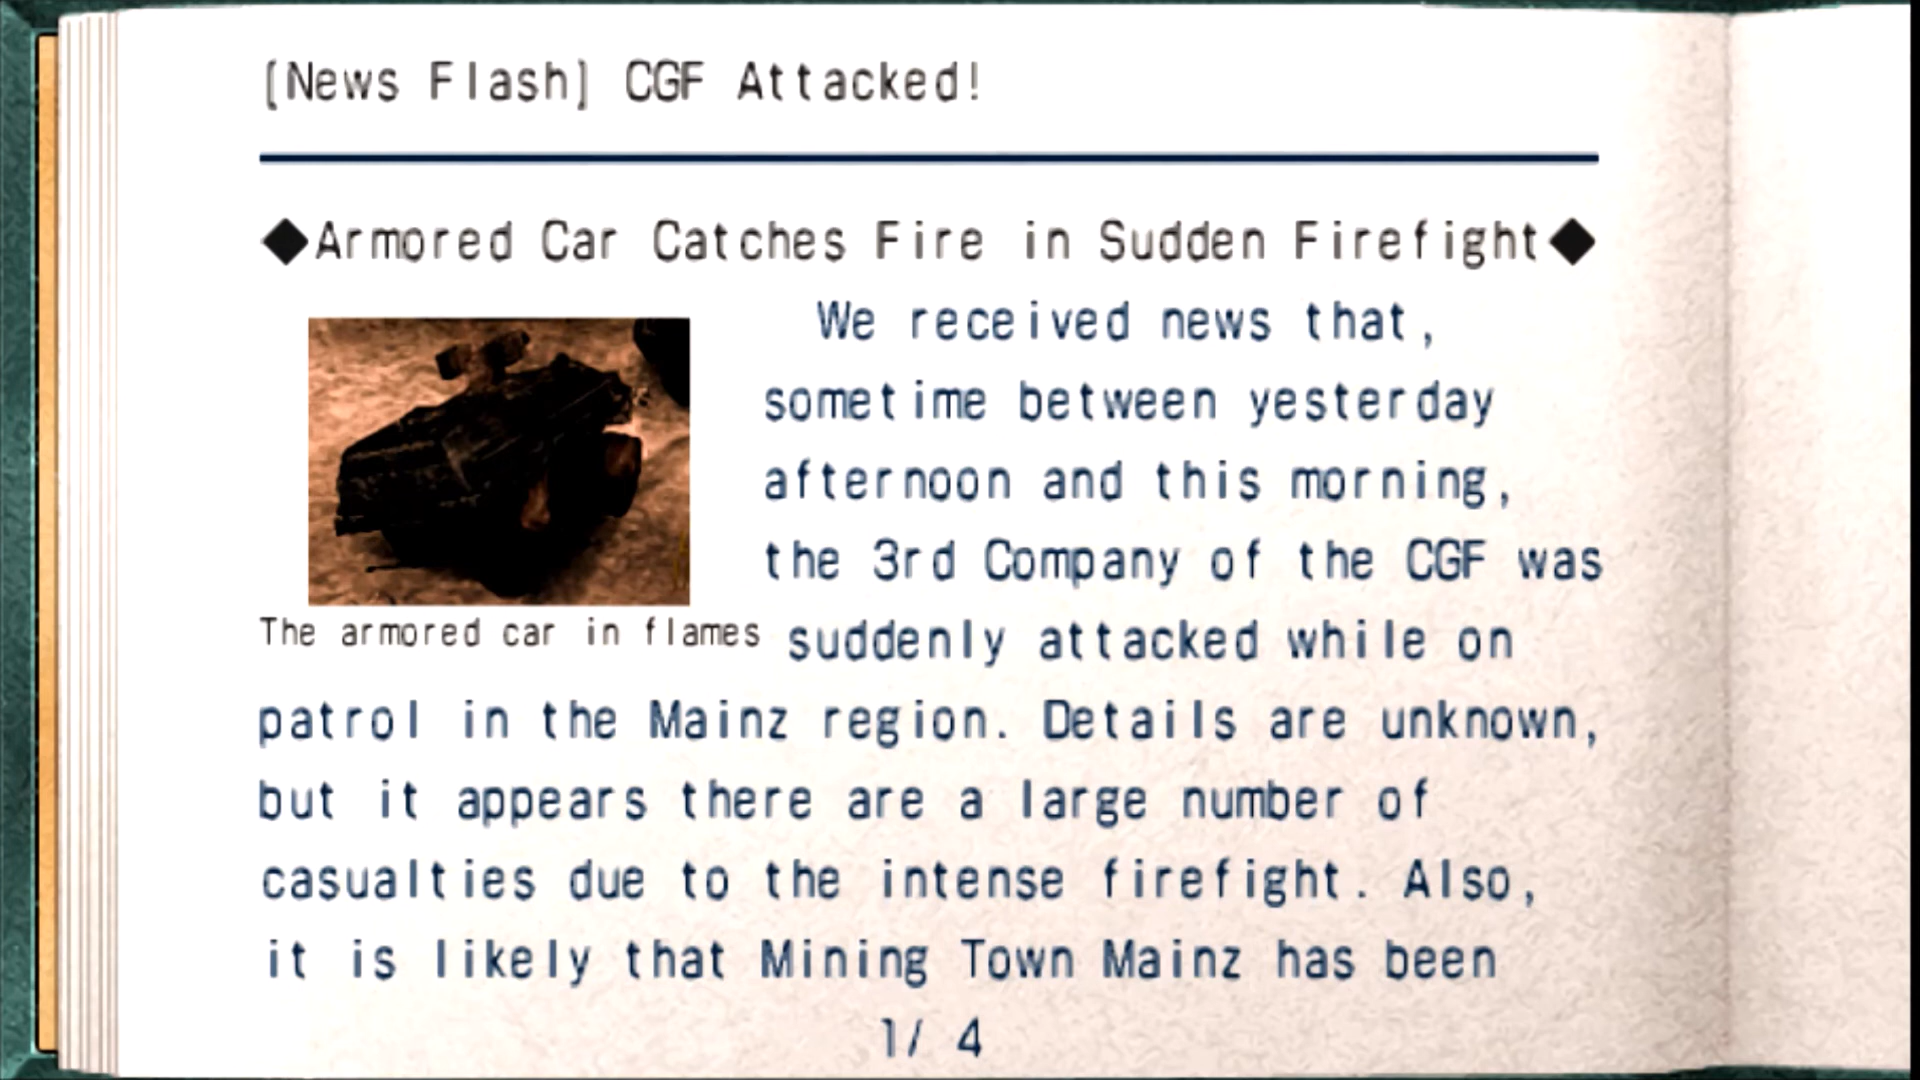 [News Flash] CGF Attacked!
◆Armored Car Catches Fire in Sudden Firefight◆
We received news that,
sometime between yesterday
afternoon and this morning,
the 3rd Company of the CGF was
The armored car in flames
suddenly attacked while on
patrol in the Mainz region. Details are unknown,
but it appears there are a large number of
casualties due to the intense firefight. Also,
it is likely that Mining Town Mainz has been
1/ 4